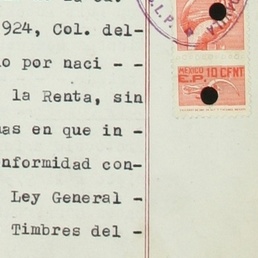 924, Col. del-
o por naci - -
la Renta, sin
as en que in -
nformidad con-
Ley General -
Timbres del -
S.L.P.
MEXICO 10 CENT
E.P.